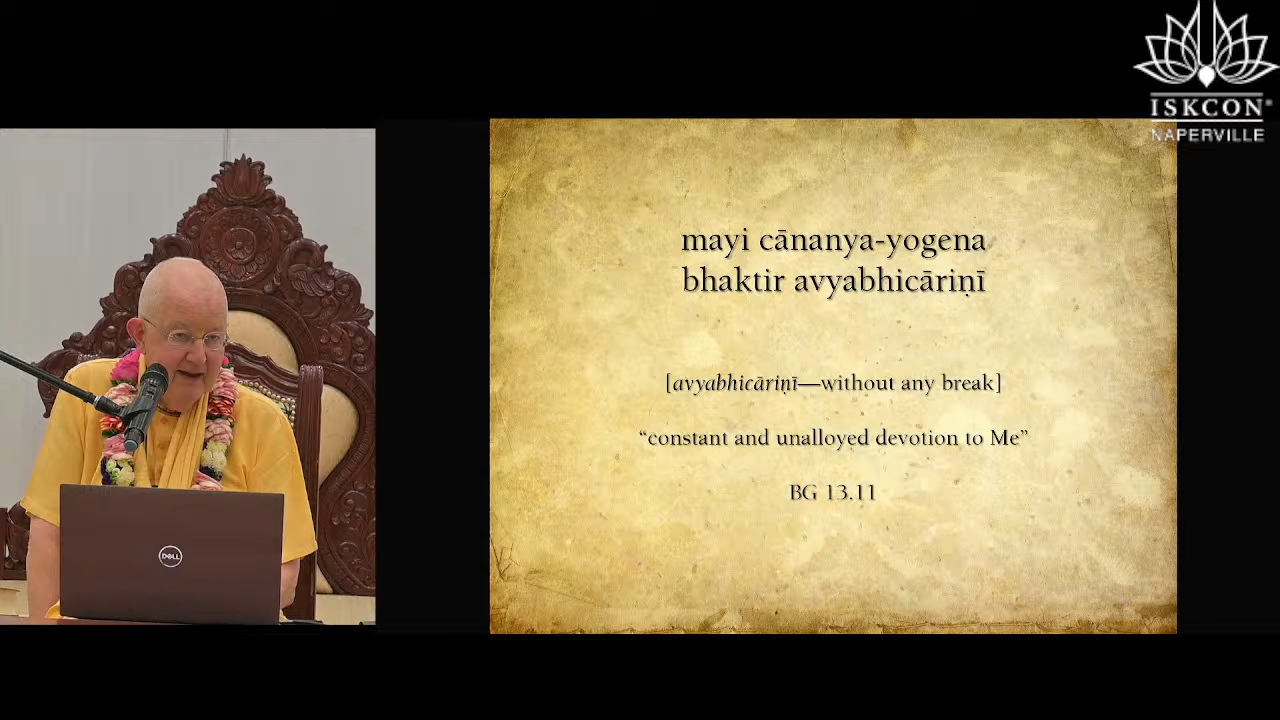 ISKCON®
NAPERVILLE
mayi cānanya-yogena
bhaktir avyabhicāriṇī
[avyabhicāriṇī—without any break]
“constant and unalloyed devotion to Me”
BG 13.11
DELL